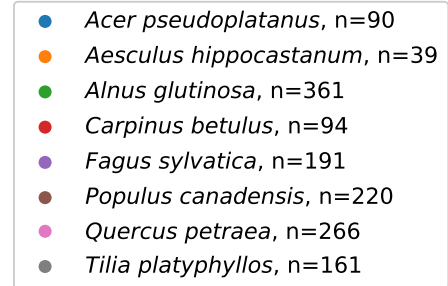 Acer pseudoplatanus, n=90
Aesculus hippocastanum, n=39
Alnus glutinosa, n=361
Carpinus betulus, n=94
Fagus sylvatica, n=191
Populus canadensis, n=220
Quercus petraea, n=266
Tilia platyphyllos, n=161